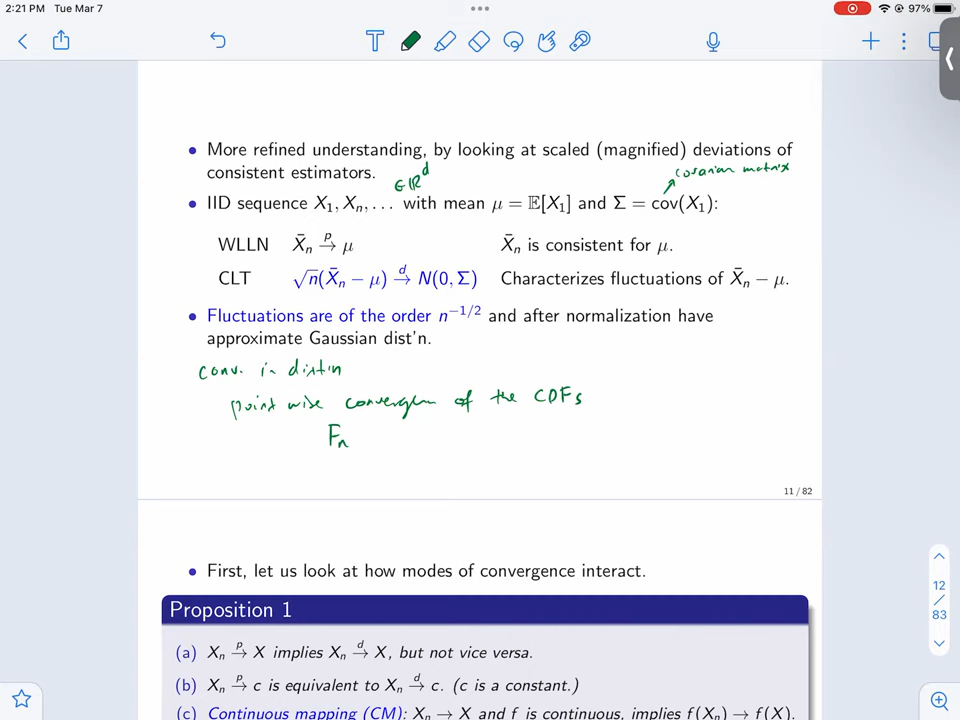 2:21 PM Tue Mar 7
97%
T
• More refined understanding, by looking at scaled (magnified) deviations of
consistent estimators.
∈ℝ^d
covarian matrix
• IID sequence X₁, Xₙ, ... with mean μ = 𝔼[X₁] and Σ = cov(X₁):
WLLN X̄ₙ →ᵖ μ X̄ₙ is consistent for μ.
CLT √n(X̄ₙ − μ) →ᵈ N(0, Σ) Characterizes fluctuations of X̄ₙ − μ.
• Fluctuations are of the order n^{−1/2} and after normalization have
approximate Gaussian dist'n.
conv. in distin
point wise convergen of the CDFs
Fₙ
11 / 82
• First, let us look at how modes of convergence interact.
Proposition 1
(a) Xₙ →ᵖ X implies Xₙ →ᵈ X, but not vice versa.
(b) Xₙ →ᵖ c is equivalent to Xₙ →ᵈ c. (c is a constant.)
(c) Continuous mapping (CM): Xₙ → X and f is continuous, implies f(Xₙ) → f(X).
12
/
83